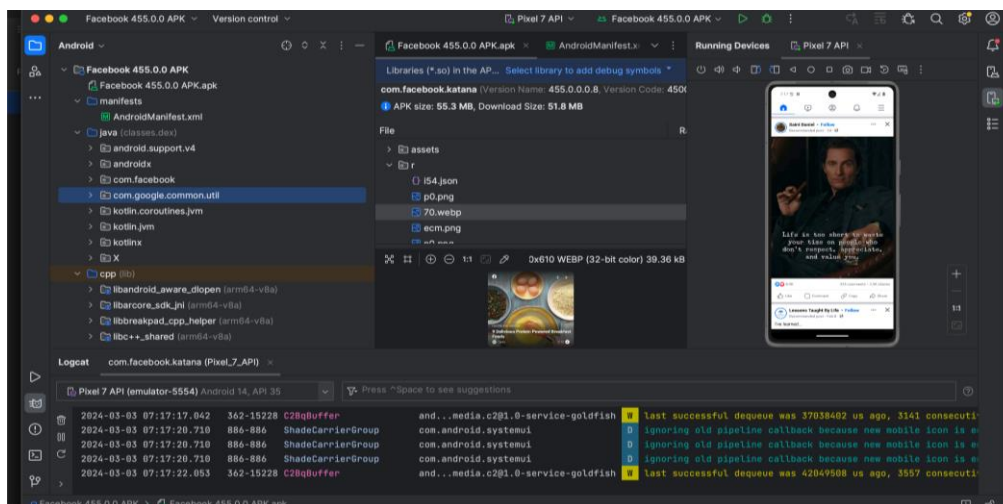 Facebook 455.0.0 APK
Version control
Pixel 7 API
Facebook 455.0.0 APK
Android
Facebook 455.0.0 APK
Facebook 455.0.0 APK.apk
manifests
AndroidManifest.xml
java (classes.dex)
android.support.v4
androidx
com.facebook
com.google.common.util
kotlin.coroutines.jvm
kotlin.jvm
kotlinx
X
cpp (lib)
libandroid_aware_dlopen (arm64-v8a)
libarcore_sdk_jni (arm64-v8a)
libbreakpad_cpp_helper (arm64-v8a)
libc++_shared (arm64-v8a)
Facebook 455.0.0 APK.apk
AndroidManifest.x
Libraries (*.so) in the AP... Select library to add debug symbols
com.facebook.katana (Version Name: 455.0.0.0.8, Version Code: 4500
APK size: 55.3 MB, Download Size: 51.8 MB
File
R
assets
r
i54.json
p0.png
70.webp
ecm.png
1:1
0x610 WEBP (32-bit color) 39.36 kB
Running Devices
Pixel 7 API
Life is too short to waste
your time on people who
don't respect, appreciate,
and value you.
Like
Comment
Copy
Share
Lessons Taught By Life · Follow
1:1
Logcat
com.facebook.katana (Pixel_7_API)
Pixel 7 API (emulator-5554) Android 14, API 35
Press ^Space to see suggestions
2024-03-03 07:17:17.042 362-15228 C2BqBuffer and...media.c2@1.0-service-goldfish W last successful dequeue was 37038402 us ago, 3141 consecuti
2024-03-03 07:17:20.710 886-886 ShadeCarrierGroup com.android.systemui D ignoring old pipeline callback because new mobile icon is e
2024-03-03 07:17:20.710 886-886 ShadeCarrierGroup com.android.systemui D ignoring old pipeline callback because new mobile icon is e
2024-03-03 07:17:20.710 886-886 ShadeCarrierGroup com.android.systemui D ignoring old pipeline callback because new mobile icon is e
2024-03-03 07:17:22.053 362-15228 C2BqBuffer and...media.c2@1.0-service-goldfish W last successful dequeue was 42049508 us ago, 3557 consecuti
Facebook 455.0.0 APK
Facebook 455.0.0 APK.apk